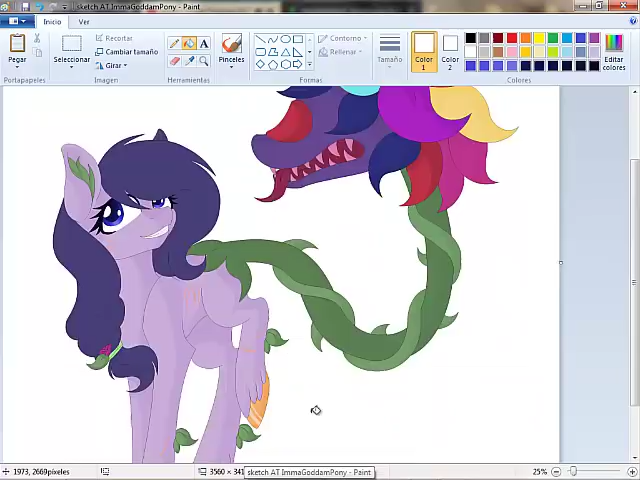 sketch AT ImmaGoddamPony - Paint
Inicio
Ver
Pegar
Portapapeles
Seleccionar
Recortar
Cambiar tamaño
Girar
Imagen
A
Herramientas
Pinceles
Contorno
Rellenar
Formas
Tamaño
Color
1
Color
2
Editar
colores
Colores
1973, 2669píxeles
3560 × 341
sketch AT ImmaGoddamPony - Paint
25%